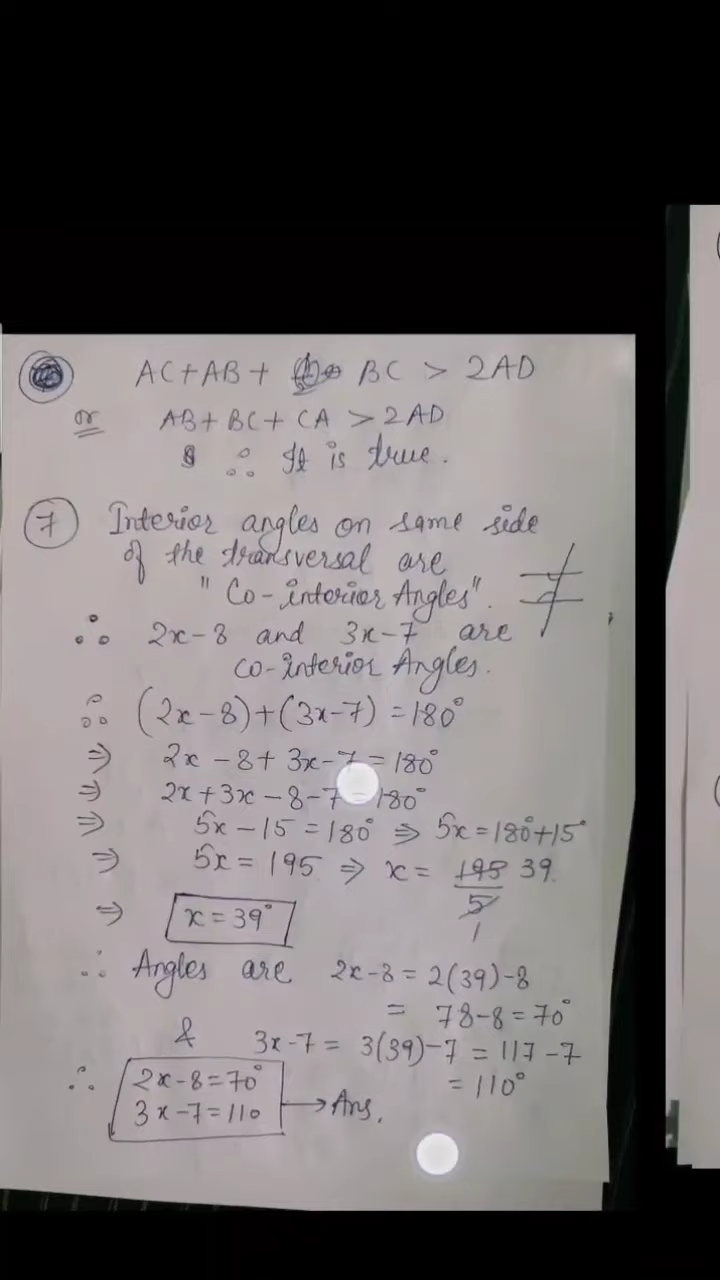 AC+AB+ BC > 2AD
or AB+BC+CA > 2AD
∴ It is true.
7 Interior angles on same side
of the transversal are
"Co-interior Angles".
∴ 2x-8 and 3x-7 are
co-interior Angles.
∴ (2x-8)+(3x-7) = 180°
⇒ 2x -8+ 3x-7 = 180°
⇒ 2x+3x-8-7 = 180°
⇒ 5x-15 = 180° ⇒ 5x = 180°+15°
⇒ 5x = 195 ⇒ x = 195 39
5
⇒ x = 39°
1
∴ Angles are 2x-8 = 2(39)-8
= 78-8 = 70°
& 3x-7 = 3(39)-7 = 117-7
= 110°
∴ 2x-8 = 70°
3x-7 = 110 → Ans.